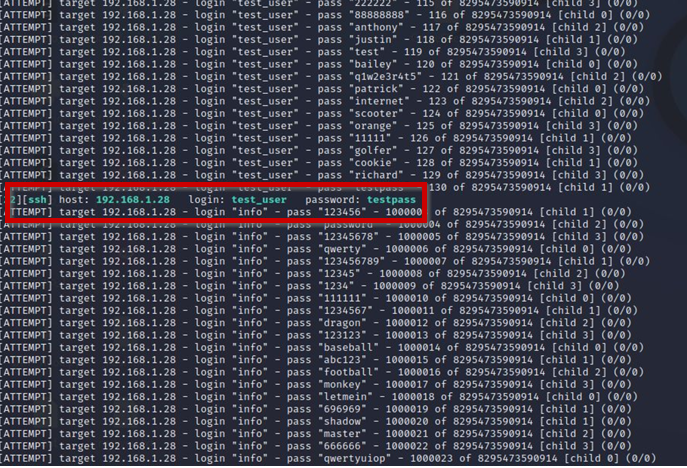 [ATTEMPT] target 192.168.1.28 - login "test_user" - pass "222222" - 115 of 8295473590914 [child 3] (0/0)
[ATTEMPT] target 192.168.1.28 - login "test_user" - pass "88888888" - 116 of 8295473590914 [child 0] (0/0)
[ATTEMPT] target 192.168.1.28 - login "test_user" - pass "anthony" - 117 of 8295473590914 [child 2] (0/0)
[ATTEMPT] target 192.168.1.28 - login "test_user" - pass "justin" - 118 of 8295473590914 [child 1] (0/0)
[ATTEMPT] target 192.168.1.28 - login "test_user" - pass "test" - 119 of 8295473590914 [child 3] (0/0)
[ATTEMPT] target 192.168.1.28 - login "test_user" - pass "bailey" - 120 of 8295473590914 [child 0] (0/0)
[ATTEMPT] target 192.168.1.28 - login "test_user" - pass "q1w2e3r4t5" - 121 of 8295473590914 [child 2] (0/0)
[ATTEMPT] target 192.168.1.28 - login "test_user" - pass "patrick" - 122 of 8295473590914 [child 1] (0/0)
[ATTEMPT] target 192.168.1.28 - login "test_user" - pass "internet" - 123 of 8295473590914 [child 2] (0/0)
[ATTEMPT] target 192.168.1.28 - login "test_user" - pass "scooter" - 124 of 8295473590914 [child 0] (0/0)
[ATTEMPT] target 192.168.1.28 - login "test_user" - pass "orange" - 125 of 8295473590914 [child 3] (0/0)
[ATTEMPT] target 192.168.1.28 - login "test_user" - pass "11111" - 126 of 8295473590914 [child 1] (0/0)
[ATTEMPT] target 192.168.1.28 - login "test_user" - pass "golfer" - 127 of 8295473590914 [child 3] (0/0)
[ATTEMPT] target 192.168.1.28 - login "test_user" - pass "cookie" - 128 of 8295473590914 [child 1] (0/0)
[ATTEMPT] target 192.168.1.28 - login "test_user" - pass "richard" - 129 of 8295473590914 [child 3] (0/0)
[ATTEMPT] target 192.168.1.28 - login "test_user" - pass "testpass" - 130 of 8295473590914 [child 2] (0/0)
2][ssh] host: 192.168.1.28 login: test_user password: testpass
[ATTEMPT] target 192.168.1.28 - login "info" - pass "123456" - 100000 of 8295473590914 [child 1] (0/0)
[ATTEMPT] target 192.168.1.28 - login "info" - pass "password" - 1000004 of 8295473590914 [child 2] (0/0)
[ATTEMPT] target 192.168.1.28 - login "info" - pass "12345678" - 1000005 of 8295473590914 [child 3] (0/0)
[ATTEMPT] target 192.168.1.28 - login "info" - pass "qwerty" - 1000006 of 8295473590914 [child 0] (0/0)
[ATTEMPT] target 192.168.1.28 - login "info" - pass "123456789" - 1000007 of 8295473590914 [child 1] (0/0)
[ATTEMPT] target 192.168.1.28 - login "info" - pass "12345" - 1000008 of 8295473590914 [child 2] (0/0)
[ATTEMPT] target 192.168.1.28 - login "info" - pass "1234" - 1000009 of 8295473590914 [child 3] (0/0)
[ATTEMPT] target 192.168.1.28 - login "info" - pass "111111" - 1000010 of 8295473590914 [child 0] (0/0)
[ATTEMPT] target 192.168.1.28 - login "info" - pass "1234567" - 1000011 of 8295473590914 [child 1] (0/0)
[ATTEMPT] target 192.168.1.28 - login "info" - pass "dragon" - 1000012 of 8295473590914 [child 2] (0/0)
[ATTEMPT] target 192.168.1.28 - login "info" - pass "123123" - 1000013 of 8295473590914 [child 3] (0/0)
[ATTEMPT] target 192.168.1.28 - login "info" - pass "baseball" - 1000014 of 8295473590914 [child 0] (0/0)
[ATTEMPT] target 192.168.1.28 - login "info" - pass "abc123" - 1000015 of 8295473590914 [child 1] (0/0)
[ATTEMPT] target 192.168.1.28 - login "info" - pass "football" - 1000016 of 8295473590914 [child 2] (0/0)
[ATTEMPT] target 192.168.1.28 - login "info" - pass "monkey" - 1000017 of 8295473590914 [child 3] (0/0)
[ATTEMPT] target 192.168.1.28 - login "info" - pass "letmein" - 1000018 of 8295473590914 [child 0] (0/0)
[ATTEMPT] target 192.168.1.28 - login "info" - pass "696969" - 1000019 of 8295473590914 [child 1] (0/0)
[ATTEMPT] target 192.168.1.28 - login "info" - pass "shadow" - 1000020 of 8295473590914 [child 1] (0/0)
[ATTEMPT] target 192.168.1.28 - login "info" - pass "master" - 1000021 of 8295473590914 [child 2] (0/0)
[ATTEMPT] target 192.168.1.28 - login "info" - pass "666666" - 1000022 of 8295473590914 [child 3] (0/0)
[ATTEMPT] target 192.168.1.28 - login "info" - pass "qwertyuiop" - 1000023 of 8295473590914 [child 0] (0/0)